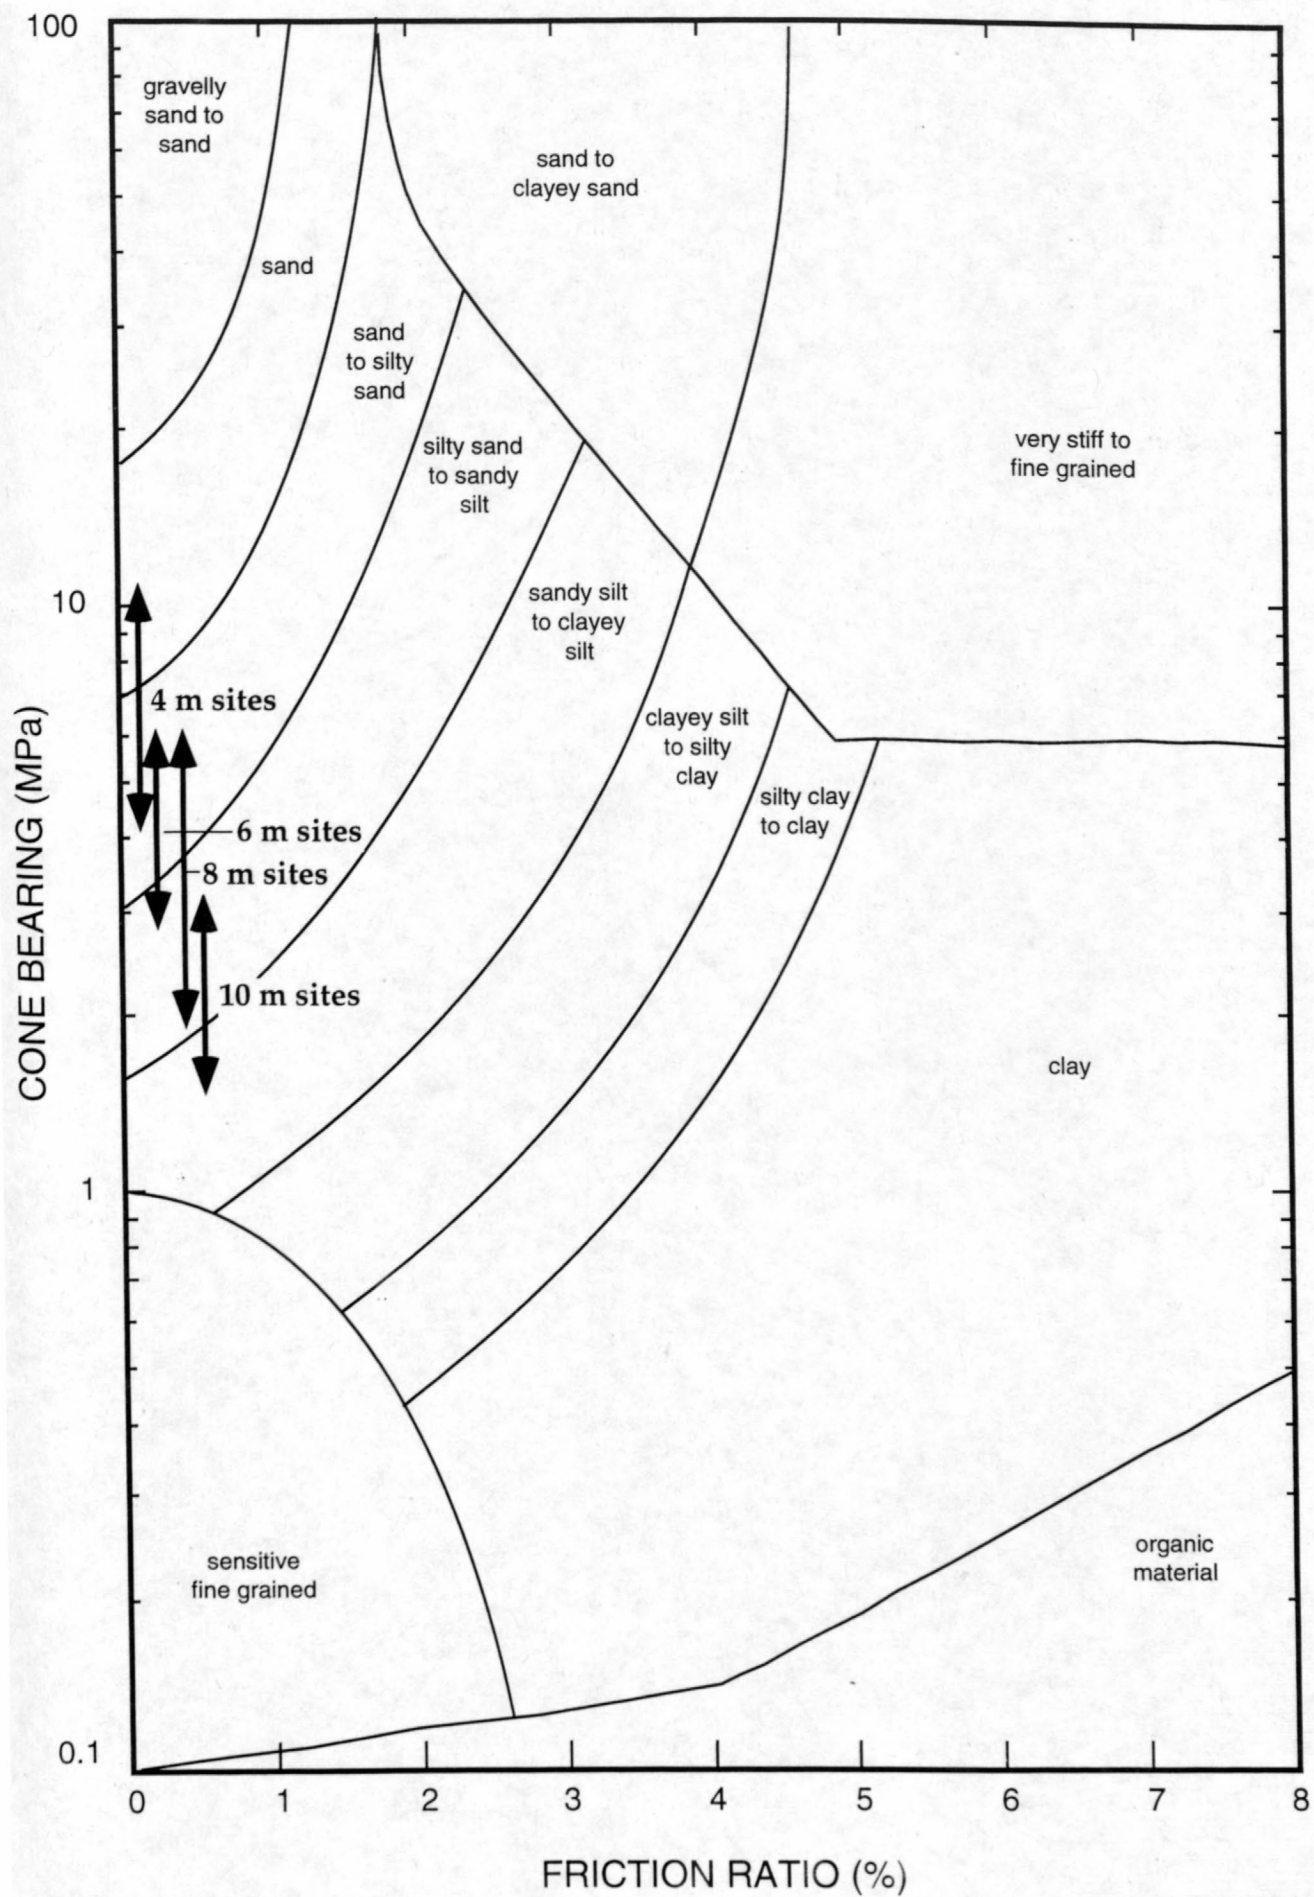 100
gravelly
sand to
sand
sand to
clayey sand
sand
sand
to silty
sand
silty sand
to sandy
silt
very stiff to
fine grained
10
sandy silt
to clayey
silt
4 m sites
clayey silt
to silty
clay
silty clay
to clay
6 m sites
8 m sites
10 m sites
CONE BEARING (MPa)
clay
1
sensitive
fine grained
organic
material
0.1
0 1 2 3 4 5 6 7 8
FRICTION RATIO (%)